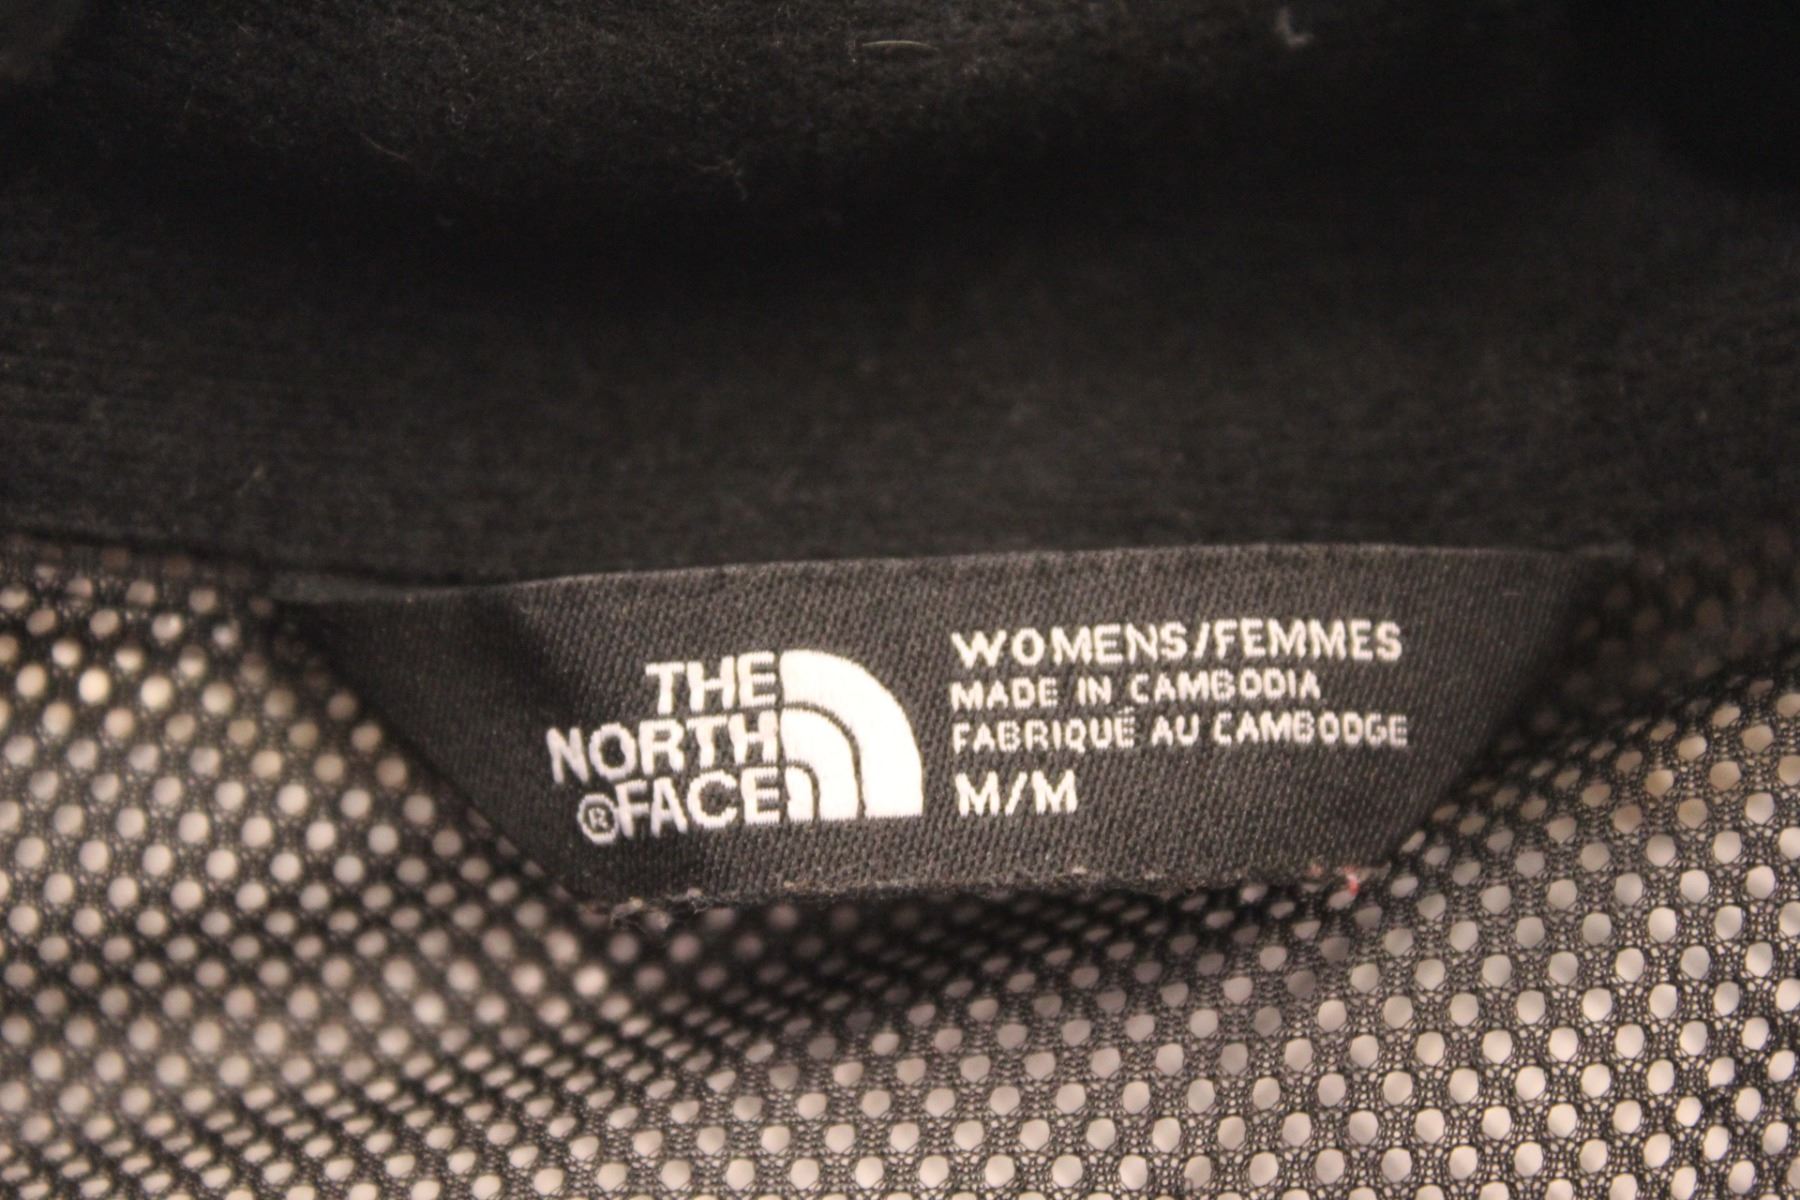 THE
NORTH
®FACE
WOMENS/FEMMES
MADE IN CAMBODIA
FABRIQUÉ AU CAMBODGE
M/M